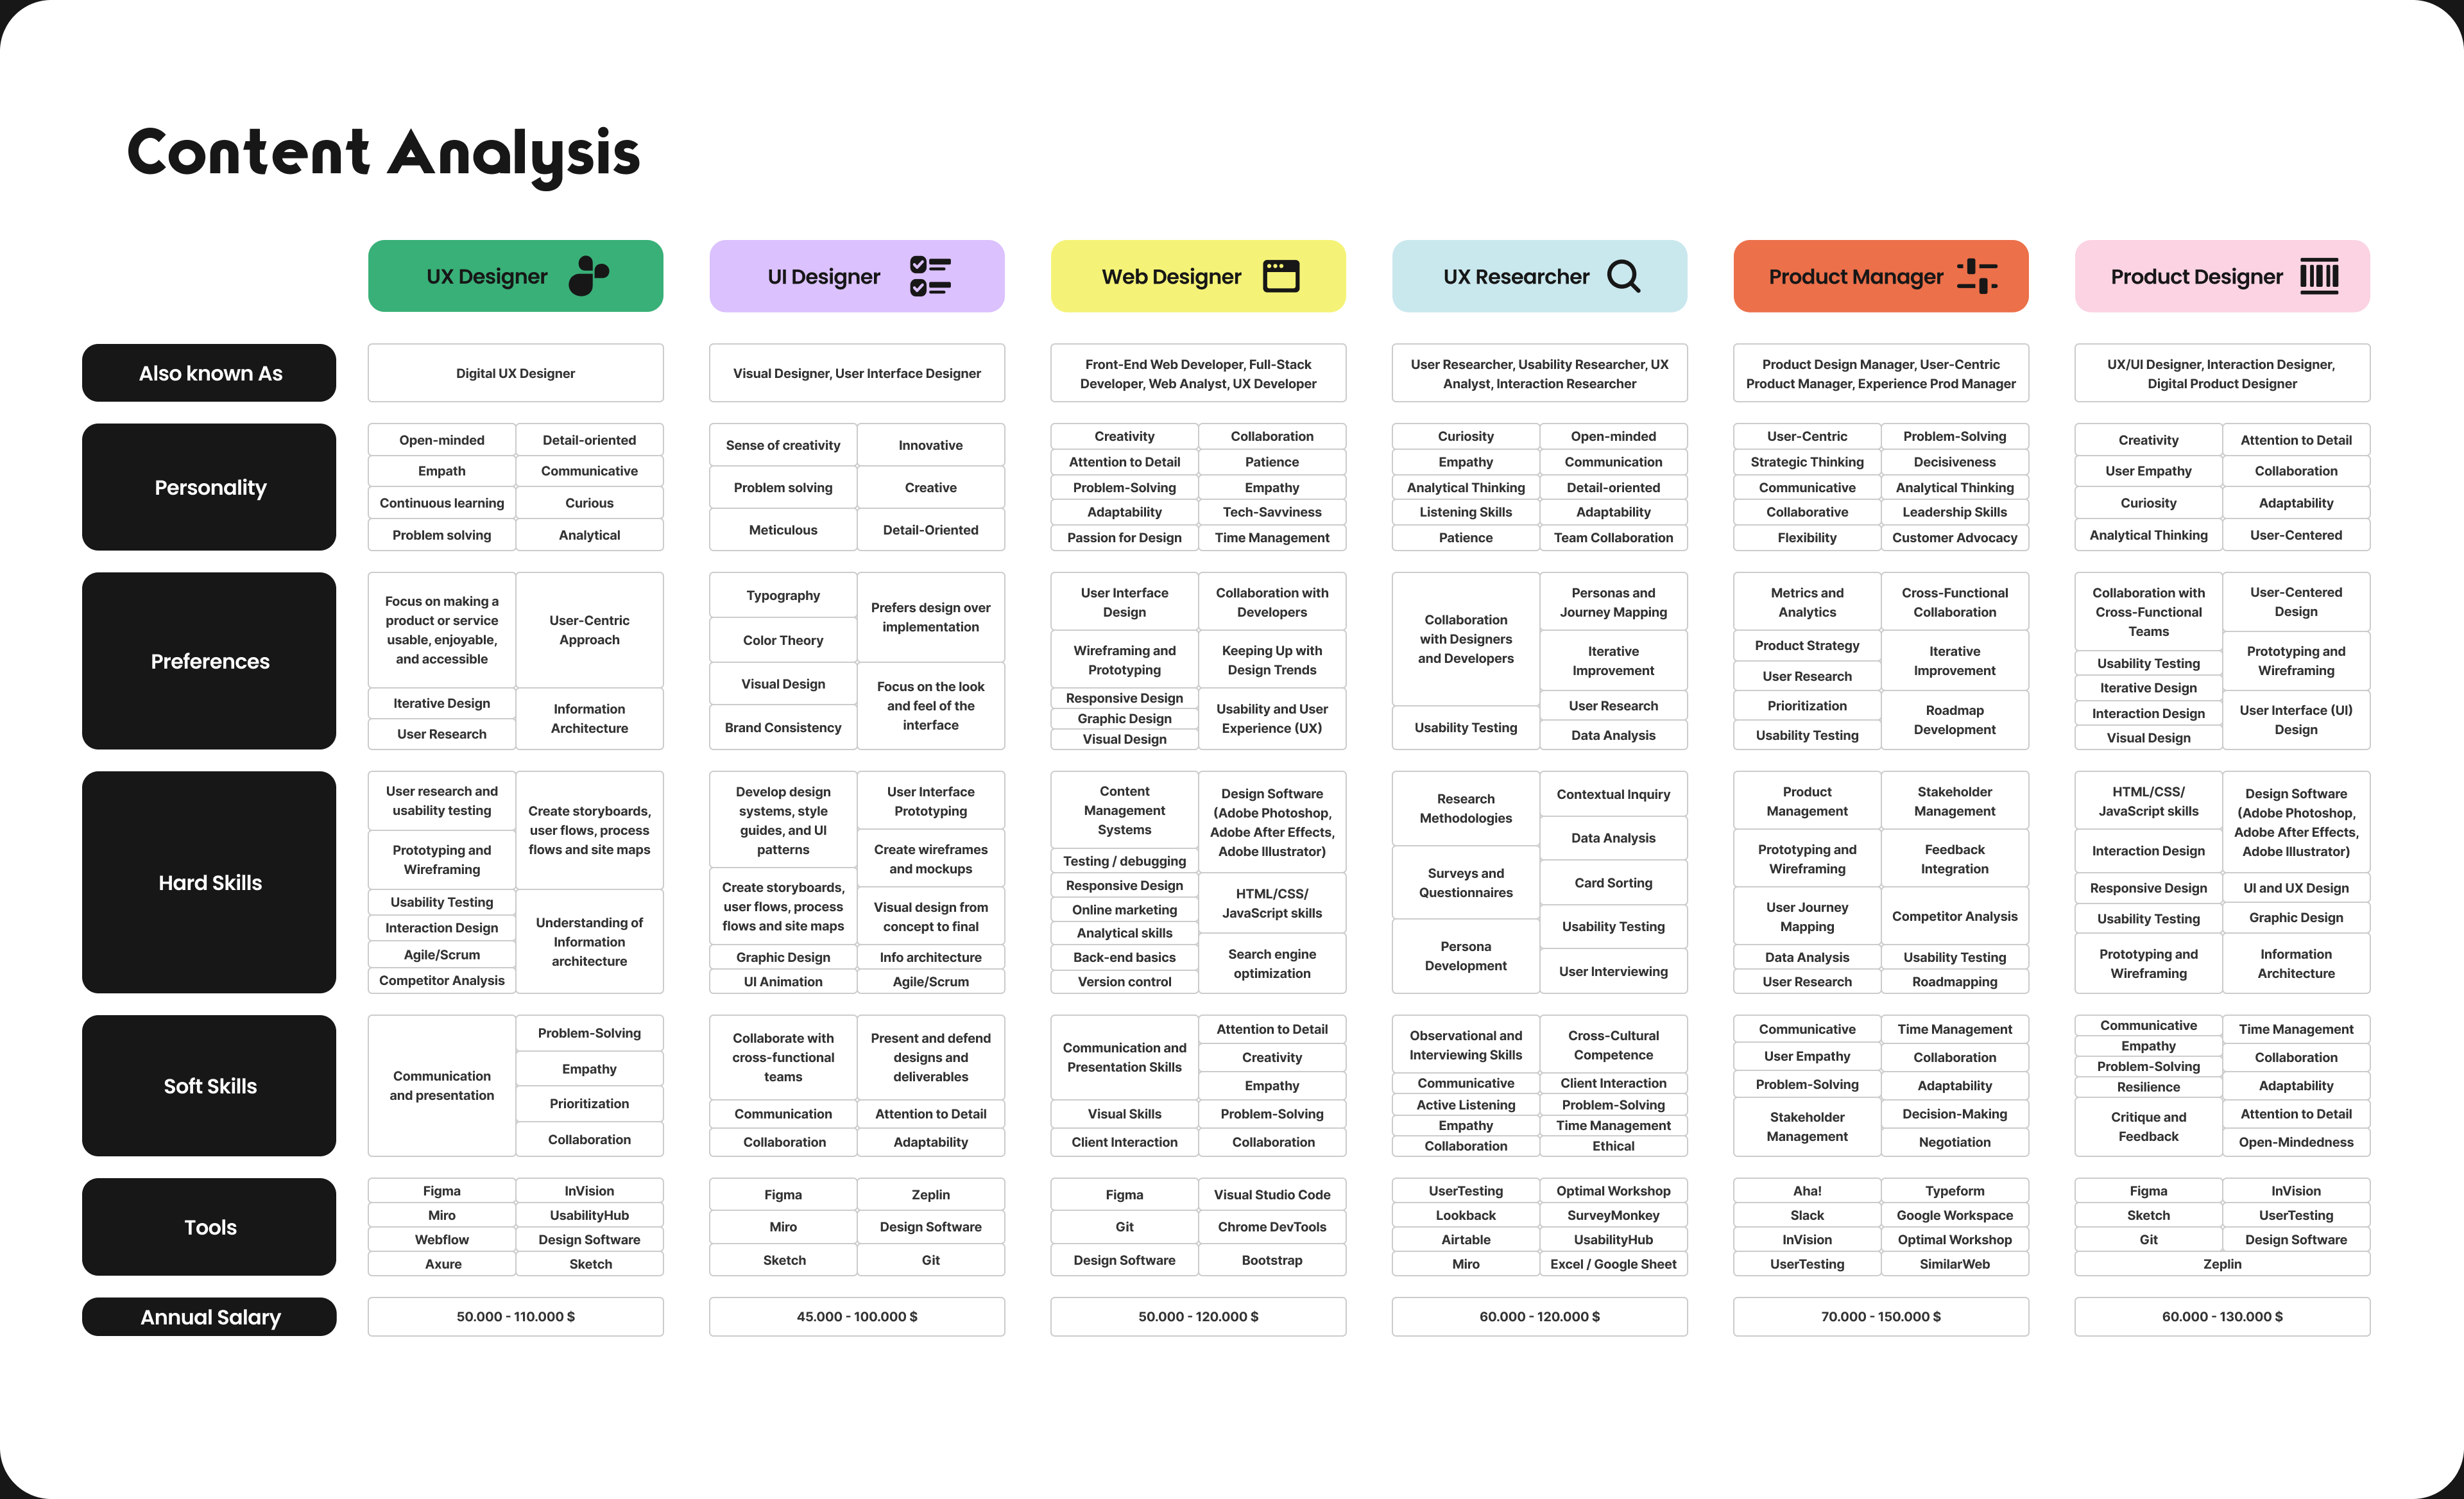 Content Analysis
UX Designer
UI Designer
Web Designer
UX Researcher
Product Manager
Product Designer
Also known As
Digital UX Designer
Visual Designer, User Interface Designer
Front-End Web Developer, Full-Stack
Developer, Web Analyst, UX Developer
User Researcher, Usability Researcher, UX
Analyst, Interaction Researcher
Product Design Manager, User-Centric
Product Manager, Experience Prod Manager
UX/UI Designer, Interaction Designer,
Digital Product Designer
Personality
Open-minded
Detail-oriented
Empath
Communicative
Continuous learning
Curious
Problem solving
Analytical
Sense of creativity
Innovative
Problem solving
Creative
Meticulous
Detail-Oriented
Creativity
Collaboration
Attention to Detail
Patience
Problem-Solving
Empathy
Adaptability
Tech-Savviness
Passion for Design
Time Management
Curiosity
Open-minded
Empathy
Communication
Analytical Thinking
Detail-oriented
Listening Skills
Adaptability
Patience
Team Collaboration
User-Centric
Problem-Solving
Strategic Thinking
Decisiveness
Communicative
Analytical Thinking
Collaborative
Leadership Skills
Flexibility
Customer Advocacy
Creativity
Attention to Detail
User Empathy
Collaboration
Curiosity
Adaptability
Analytical Thinking
User-Centered
Preferences
Focus on making a
product or service
usable, enjoyable,
and accessible
Iterative Design
User Research
User-Centric
Approach
Information
Architecture
Typography
Color Theory
Visual Design
Brand Consistency
Prefers design over
implementation
Focus on the look
and feel of the
interface
User Interface
Design
Wireframing and
Prototyping
Responsive Design
Graphic Design
Visual Design
Collaboration with
Developers
Keeping Up with
Design Trends
Usability and User
Experience (UX)
Collaboration
with Designers
and Developers
Usability Testing
Personas and
Journey Mapping
Iterative
Improvement
User Research
Data Analysis
Metrics and
Analytics
Product Strategy
User Research
Prioritization
Usability Testing
Cross-Functional
Collaboration
Iterative
Improvement
Roadmap
Development
Collaboration with
Cross-Functional
Teams
Usability Testing
Iterative Design
Interaction Design
Visual Design
User-Centered
Design
Prototyping and
Wireframing
User Interface (UI)
Design
Hard Skills
User research and
usability testing
Prototyping and
Wireframing
Usability Testing
Interaction Design
Agile/Scrum
Competitor Analysis
Create storyboards,
user flows, process
flows and site maps
Understanding of
Information
architecture
Develop design
systems, style
guides, and UI
patterns
Create storyboards,
user flows, process
flows and site maps
Graphic Design
UI Animation
User Interface
Prototyping
Create wireframes
and mockups
Visual design from
concept to final
Info architecture
Agile/Scrum
Content
Management
Systems
Testing / debugging
Responsive Design
Online marketing
Analytical skills
Back-end basics
Version control
Design Software
(Adobe Photoshop,
Adobe After Effects,
Adobe Illustrator)
HTML/CSS/
JavaScript skills
Search engine
optimization
Research
Methodologies
Surveys and
Questionnaires
Persona
Development
Contextual Inquiry
Data Analysis
Card Sorting
Usability Testing
User Interviewing
Product
Management
Prototyping and
Wireframing
User Journey
Mapping
Data Analysis
User Research
Stakeholder
Management
Feedback
Integration
Competitor Analysis
Usability Testing
Roadmapping
HTML/CSS/
JavaScript skills
Interaction Design
Responsive Design
Usability Testing
Prototyping and
Wireframing
Design Software
(Adobe Photoshop,
Adobe After Effects,
Adobe Illustrator)
UI and UX Design
Graphic Design
Information
Architecture
Soft Skills
Communication
and presentation
Problem-Solving
Empathy
Prioritization
Collaboration
Collaborate with
cross-functional
teams
Communication
Collaboration
Present and defend
designs and
deliverables
Attention to Detail
Adaptability
Communication and
Presentation Skills
Visual Skills
Client Interaction
Attention to Detail
Creativity
Empathy
Problem-Solving
Collaboration
Observational and
Interviewing Skills
Communicative
Active Listening
Empathy
Collaboration
Cross-Cultural
Competence
Client Interaction
Problem-Solving
Time Management
Ethical
Communicative
User Empathy
Problem-Solving
Stakeholder
Management
Time Management
Collaboration
Adaptability
Decision-Making
Negotiation
Communicative
Empathy
Problem-Solving
Resilience
Critique and
Feedback
Time Management
Collaboration
Adaptability
Attention to Detail
Open-Mindedness
Tools
Figma
InVision
Miro
UsabilityHub
Webflow
Design Software
Axure
Sketch
Figma
Zeplin
Miro
Design Software
Sketch
Git
Figma
Visual Studio Code
Git
Chrome DevTools
Design Software
Bootstrap
UserTesting
Optimal Workshop
Lookback
SurveyMonkey
Airtable
UsabilityHub
Miro
Excel / Google Sheet
Aha!
Typeform
Slack
Google Workspace
InVision
Optimal Workshop
UserTesting
SimilarWeb
Figma
InVision
Sketch
UserTesting
Git
Design Software
Zeplin
Annual Salary
50.000 - 110.000 $
45.000 - 100.000 $
50.000 - 120.000 $
60.000 - 120.000 $
70.000 - 150.000 $
60.000 - 130.000 $